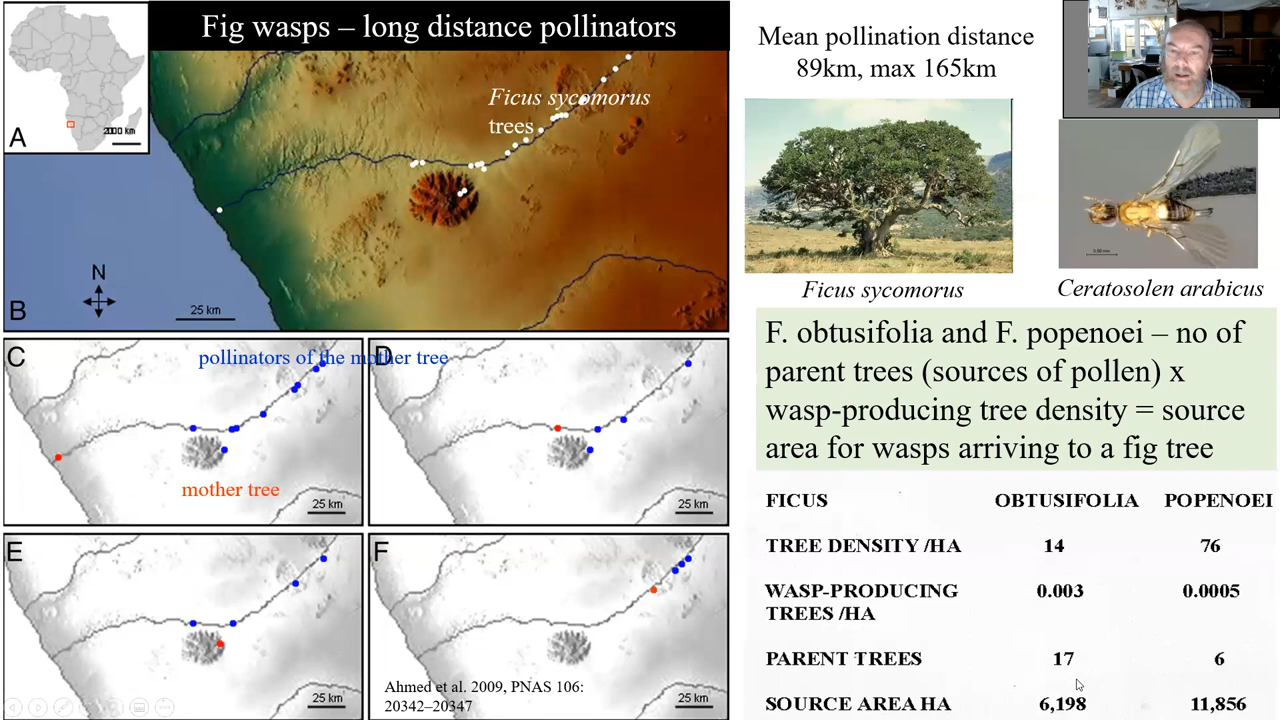 Fig wasps – long distance pollinators
A
2000 km
Ficus sycomorus
trees
N
B
25 km
C
pollinators of the mother tree
mother tree
25 km
D
25 km
E
25 km
F
Ahmed et al. 2009, PNAS 106:
20342–20347
25 km
Mean pollination distance
89km, max 165km
Ficus sycomorus
Ceratosolen arabicus
F. obtusifolia and F. popenoei – no of
parent trees (sources of pollen) x
wasp-producing tree density = source
area for wasps arriving to a fig tree
FICUS OBTUSIFOLIA POPENOEI
TREE DENSITY /HA 14 76
WASP-PRODUCING 0.003 0.0005
TREES /HA
PARENT TREES 17 6
SOURCE AREA HA 6,198 11,856